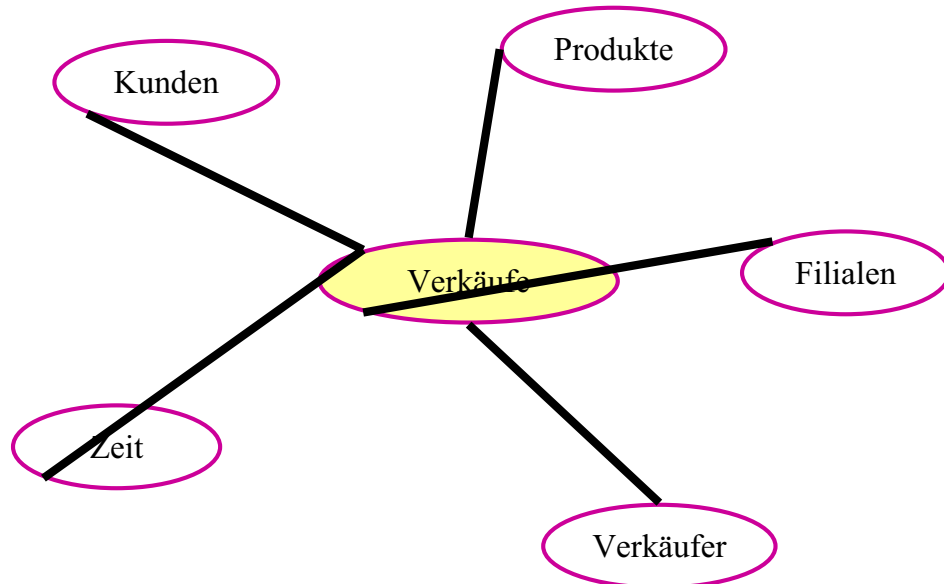 Produkte
Kunden
Verkäufe
Filialen
Zeit
Verkäufer